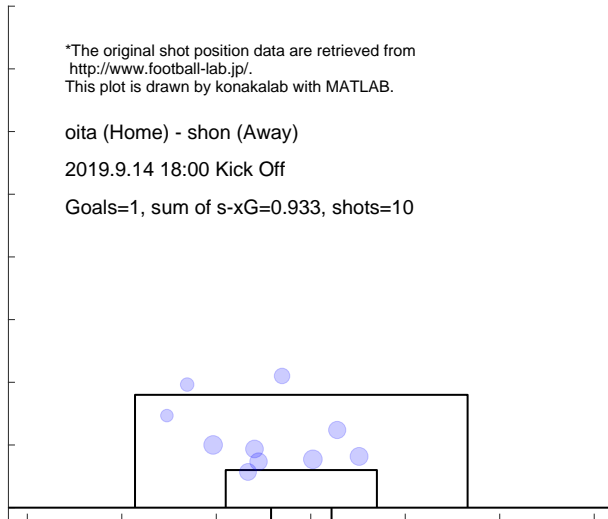 *The original shot position data are retrieved from
http://www.football-lab.jp/.
This plot is drawn by konakalab with MATLAB.
oita (Home) - shon (Away)
2019.9.14 18:00 Kick Off
Goals=1, sum of s-xG=0.933, shots=10